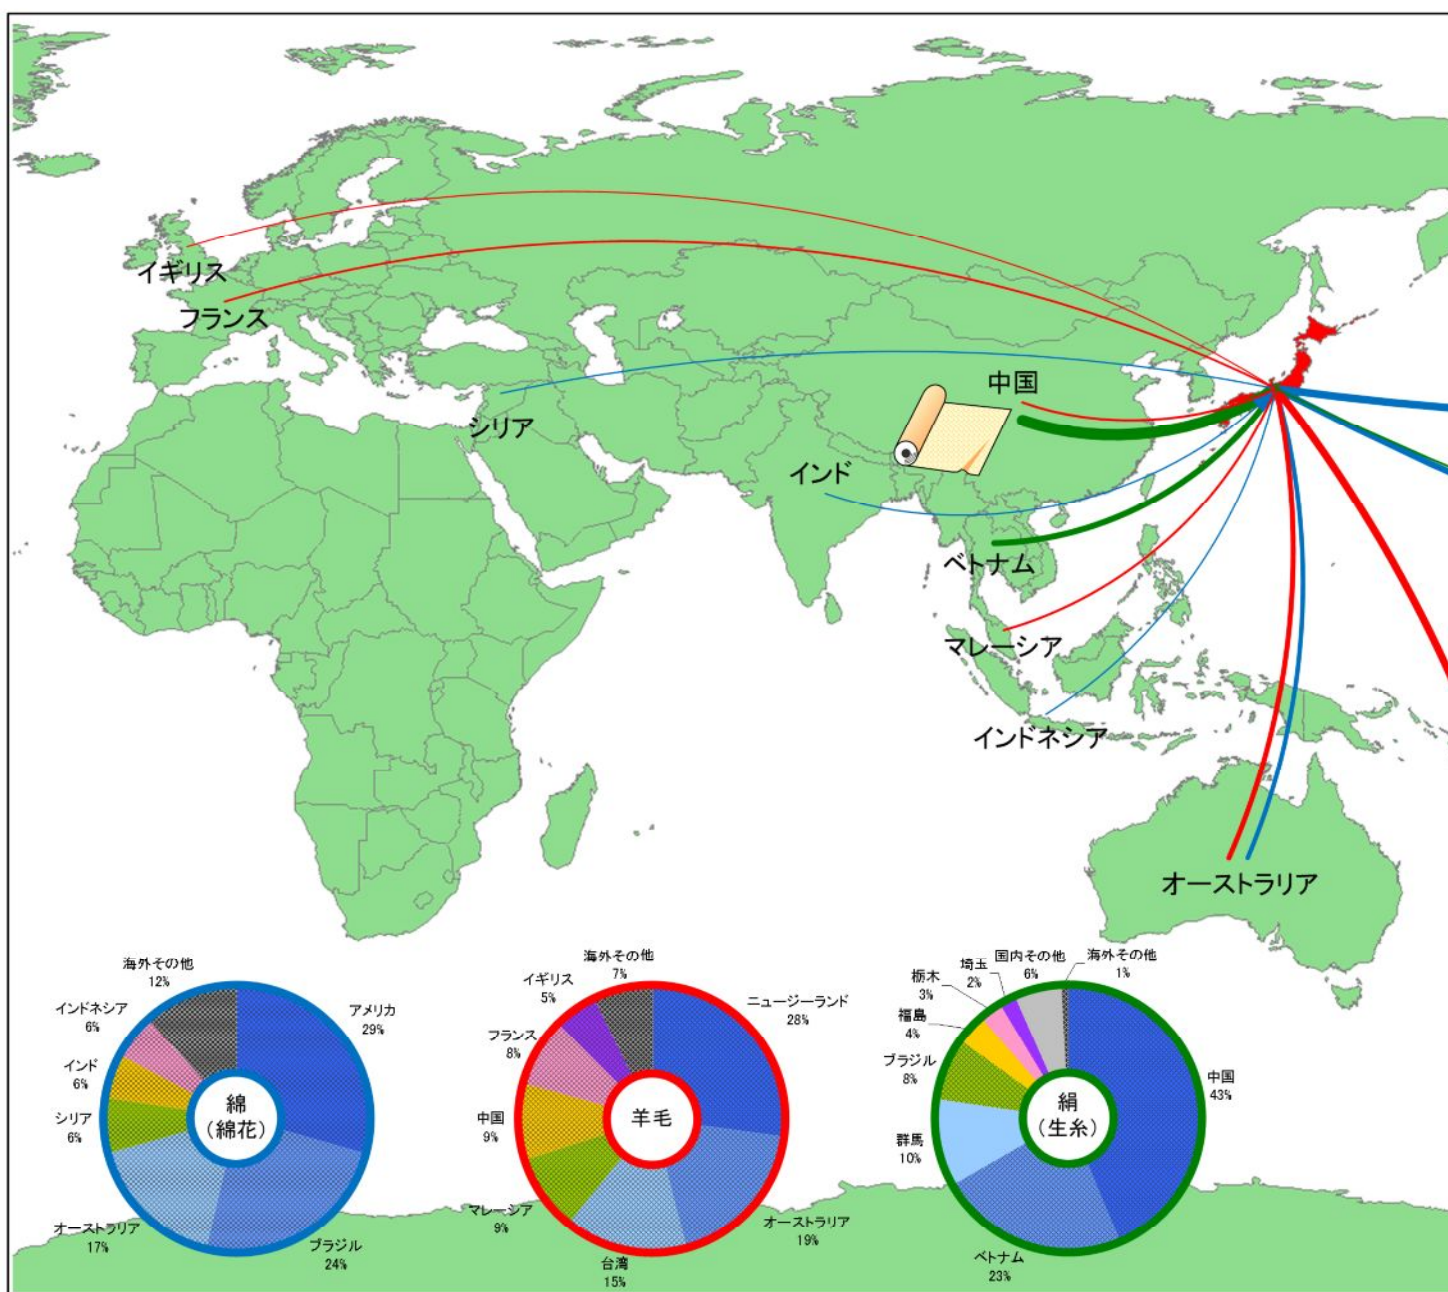 イギリス
フランス
シリア
中国
インド
ベトナム
マレーシア
インドネシア
オーストラリア
海外その他
12%
アメリカ
29%
インドネシア
6%
インド
6%
シリア
6%
オーストラリア
17%
ブラジル
24%
綿
(綿花)
海外その他
7%
イギリス
5%
ニュージーランド
28%
フランス
8%
中国
9%
マレーシア
9%
台湾
15%
オーストラリア
19%
羊毛
国内その他
6%
海外その他
1%
埼玉
2%
栃木
3%
福島
4%
ブラジル
8%
群馬
10%
ベトナム
23%
中国
43%
絹
(生糸)